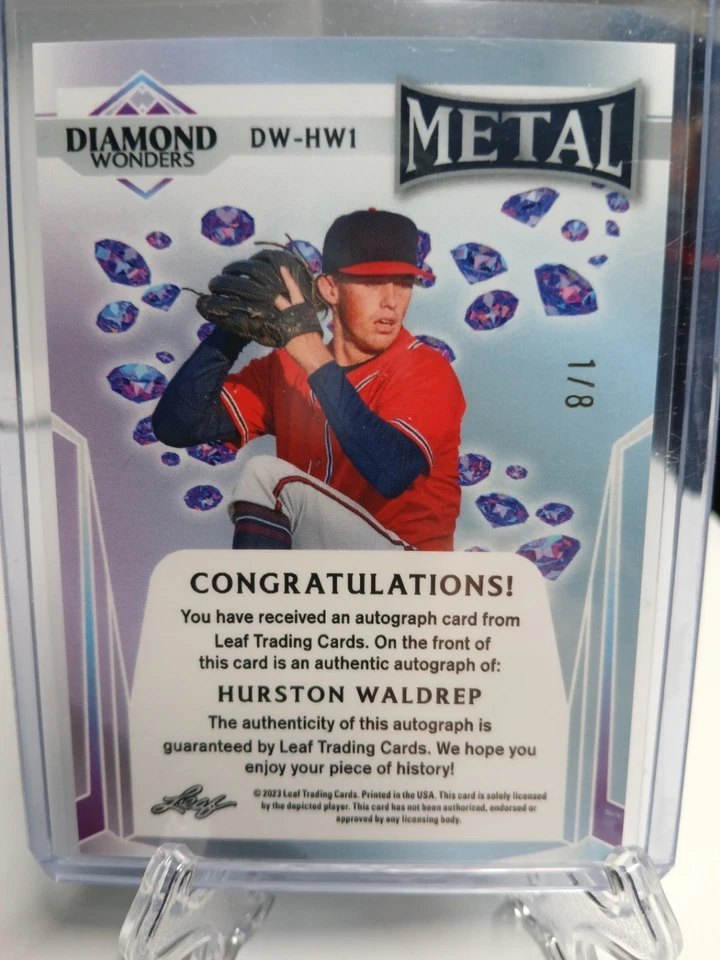 DIAMOND
WONDERS
DW-HW1
METAL
1/8
CONGRATULATIONS!
You have received an autograph card from
Leaf Trading Cards. On the front of
this card is an authentic autograph of:
HURSTON WALDREP
The authenticity of this autograph is
guaranteed by Leaf Trading Cards. We hope you
enjoy your piece of history!
Leaf
© 2023 Leaf Trading Cards. Printed in the USA. This card is solely licensed
by the depicted player. This card has not been authorized, endorsed or
approved by any licensing body.